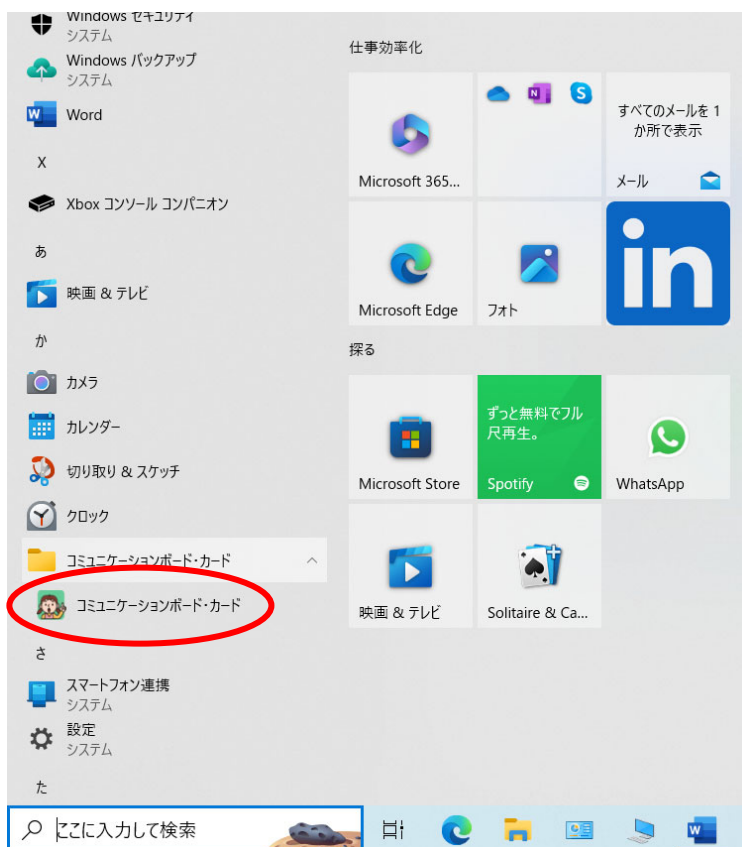 Windows セキュリティ
システム
Windows バックアップ
システム
Word
X
Xbox コンソール コンパニオン
あ
映画 & テレビ
か
カメラ
カレンダー
切り取り & スケッチ
クロック
コミュニケーションボード・カード
コミュニケーションボード・カード
さ
スマートフォン連携
システム
設定
システム
た
ここに入力して検索
仕事効率化
Microsoft 365...
すべてのメールを 1
か所で表示
メール
Microsoft Edge
フォト
in
探る
Microsoft Store
ずっと無料でフル
尺再生。
Spotify
WhatsApp
映画 & テレビ
Solitaire & Ca...